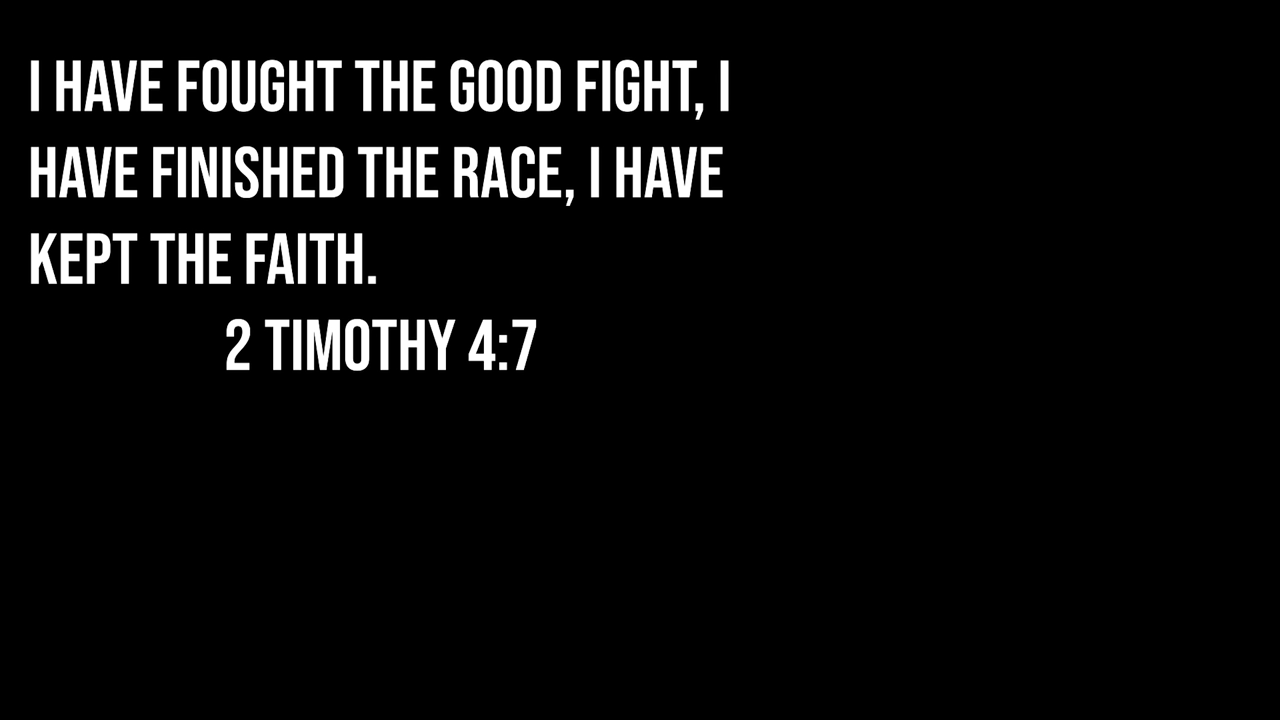 I HAVE FOUGHT THE GOOD FIGHT, I
HAVE FINISHED THE RACE, I HAVE
KEPT THE FAITH.
2 TIMOTHY 4:7